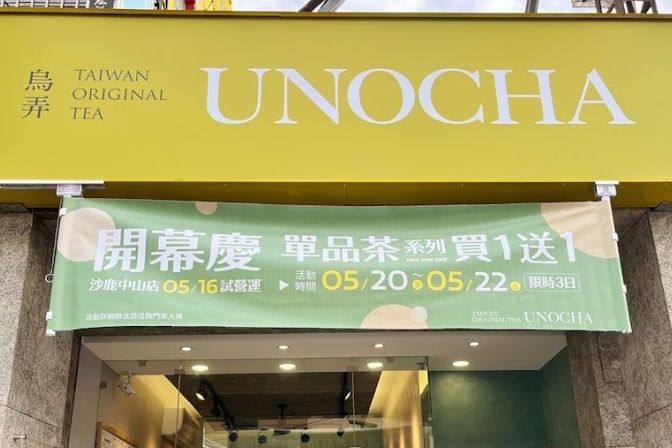 烏弄
TAIWAN
ORIGINAL
TEA
UNOCHA
開幕慶 單品茶系列買1送1
TWO FOR ONE
沙鹿中山店 05/16試營運 ▶ 活動時間 05/20~05/22 限時3日
活動詳細辦法請洽詢門市人員
TAIWAN
ORIGINAL TEA UNOCHA